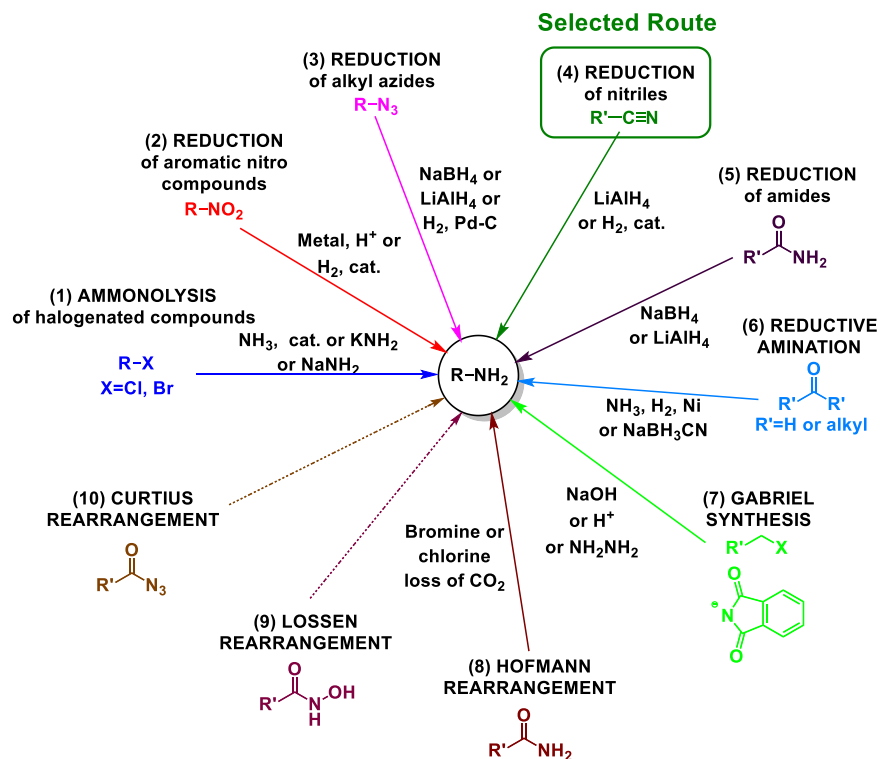 Selected Route
(3) REDUCTION
of alkyl azides
R–N3
(4) REDUCTION
of nitriles
R'–C≡N
(2) REDUCTION
of aromatic nitro
compounds
R–NO2
NaBH4 or
LiAlH4 or
H2, Pd-C
LiAlH4
or H2, cat.
(5) REDUCTION
of amides
O
R'
NH2
Metal, H+ or
H2, cat.
(1) AMMONOLYSIS
of halogenated compounds
R–X
X=Cl, Br
NH3, cat. or KNH2
or NaNH2
R–NH2
NaBH4
or LiAlH4
(6) REDUCTIVE
AMINATION
O
R' R'
R'=H or alkyl
NH3, H2, Ni
or NaBH3CN
(10) CURTIUS
REARRANGEMENT
O
R' N3
Bromine or
chlorine
loss of CO2
NaOH
or H+
or NH2NH2
(7) GABRIEL
SYNTHESIS
R' X
O
⊖
N
O
(9) LOSSEN
REARRANGEMENT
O
R' N OH
H
(8) HOFMANN
REARRANGEMENT
O
R' NH2